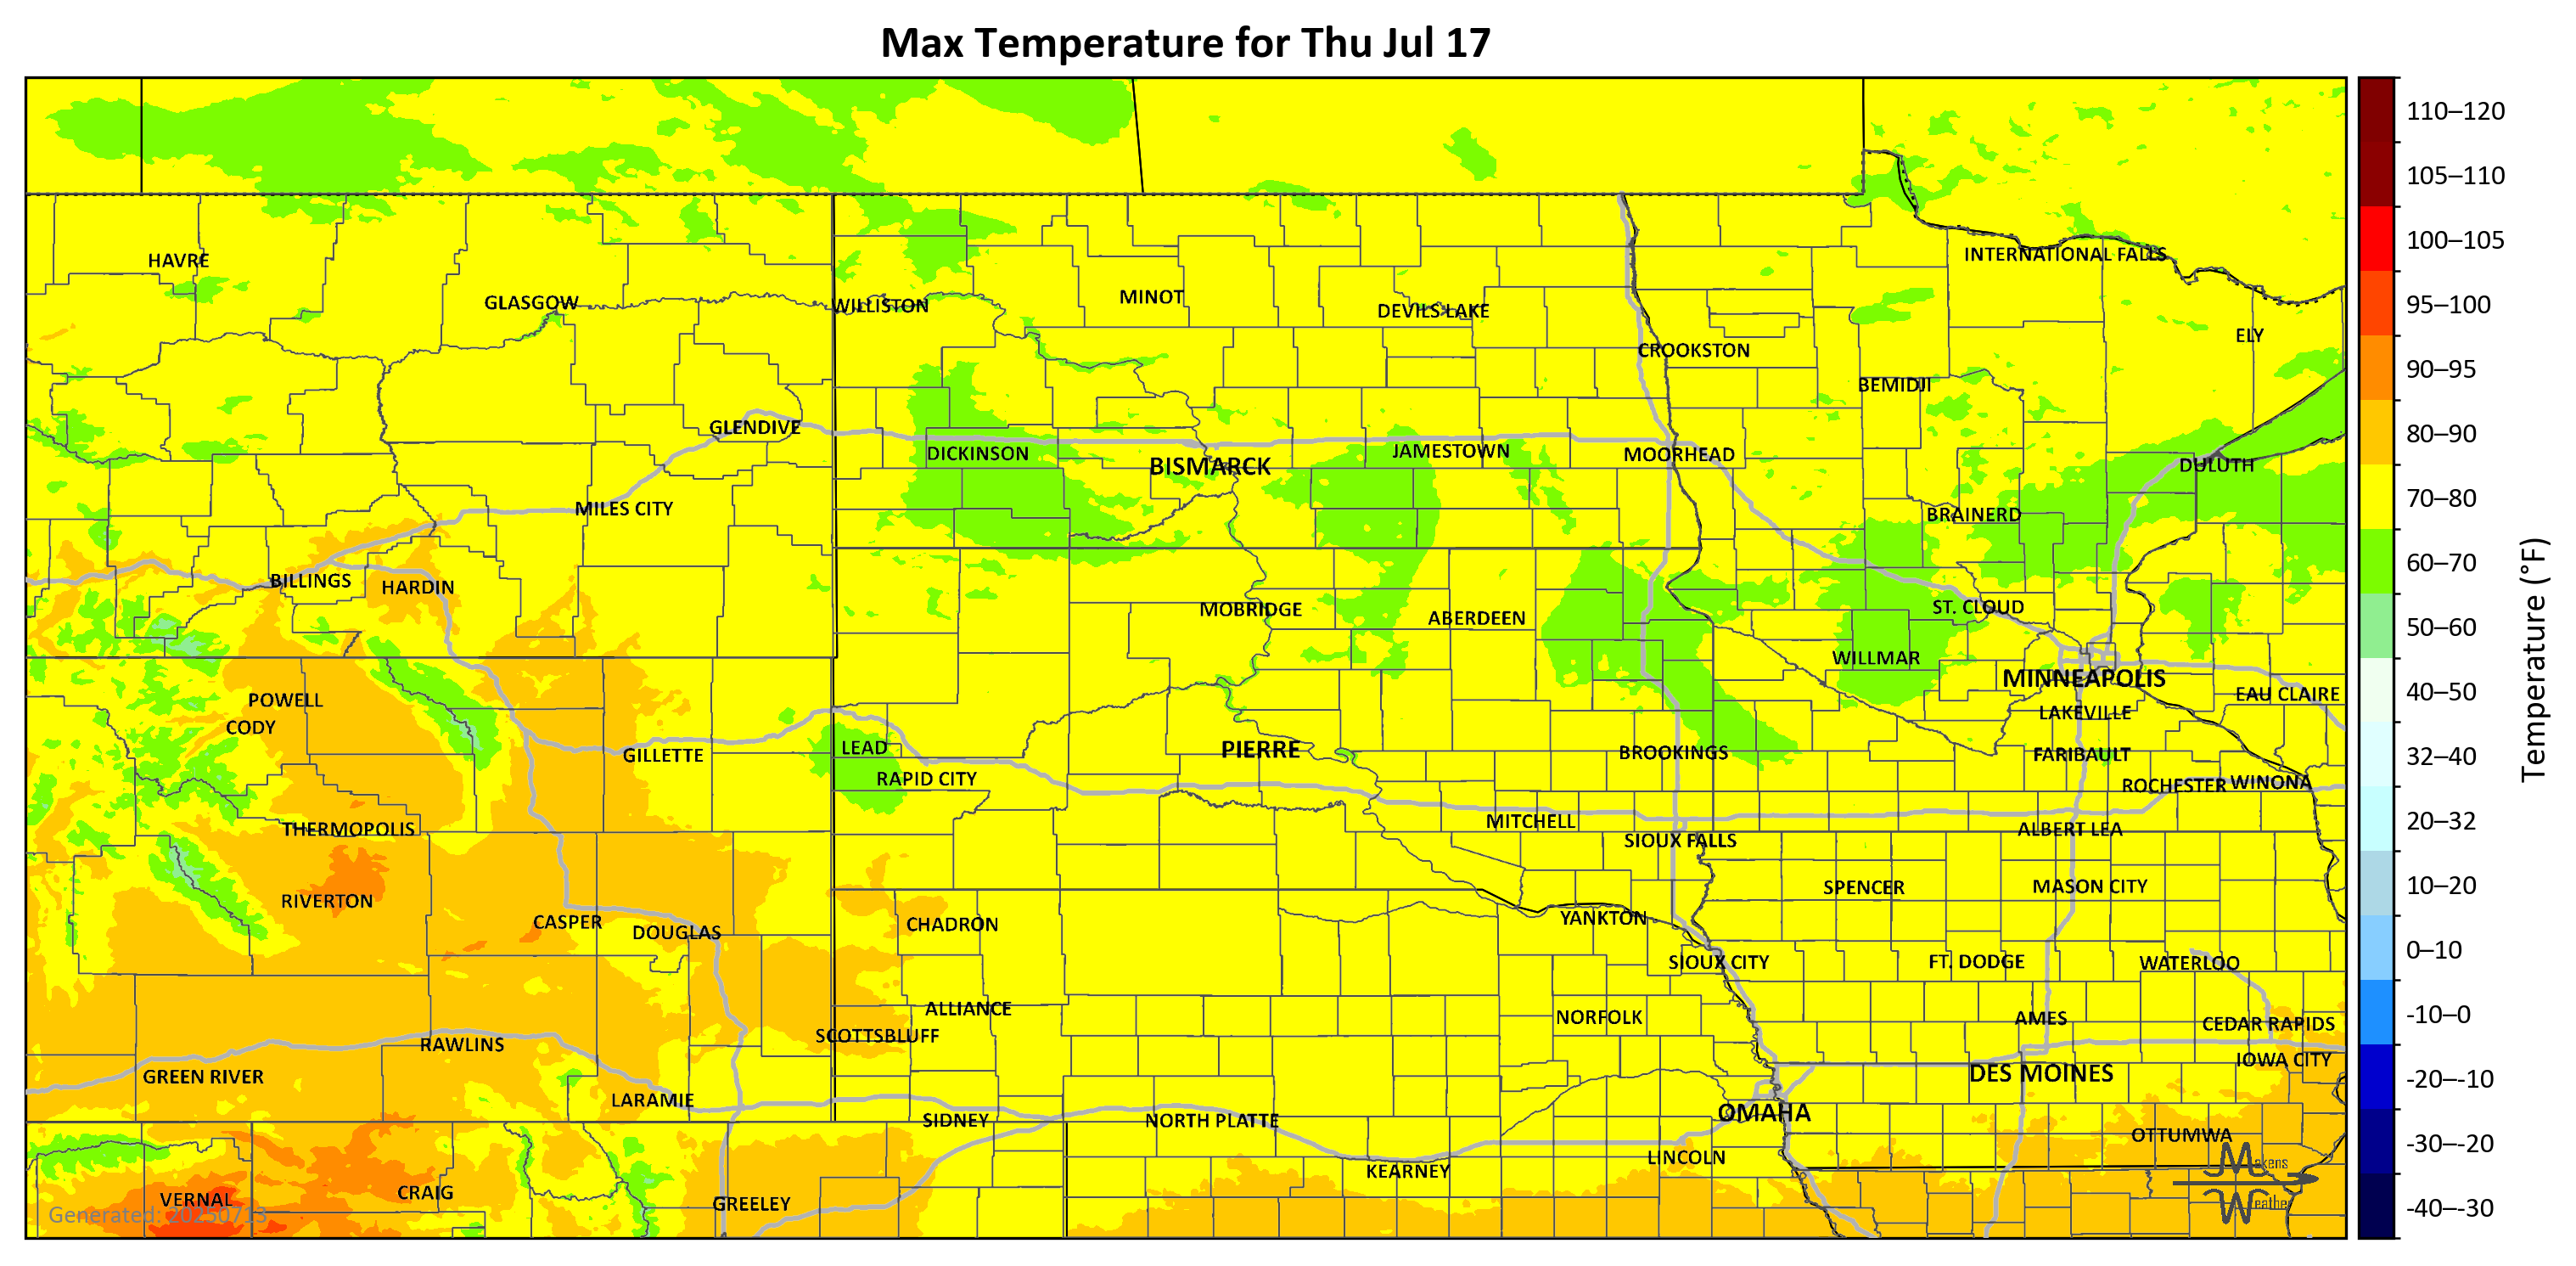 Max Temperature for Thu Jul 17
110–120
105–110
100–105
95–100
90–95
80–90
70–80
60–70
50–60
40–50
32–40
20–32
10–20
0–10
-10–0
-20–-10
-30–-20
-40–-30
Temperature (°F)
HAVRE
GLASGOW
WILLISTON
MINOT
DEVILS LAKE
INTERNATIONAL FALLS
ELY
CROOKSTON
BEMIDJI
GLENDIVE
DICKINSON
BISMARCK
JAMESTOWN
MOORHEAD
DULUTH
MILES CITY
BRAINERD
BILLINGS
HARDIN
MOBRIDGE
ABERDEEN
ST. CLOUD
WILLMAR
MINNEAPOLIS
EAU CLAIRE
POWELL
CODY
LAKEVILLE
GILLETTE
LEAD
PIERRE
BROOKINGS
FARIBAULT
RAPID CITY
ROCHESTER
WINONA
THERMOPOLIS
MITCHELL
SIOUX FALLS
ALBERT LEA
RIVERTON
SPENCER
MASON CITY
CASPER
DOUGLAS
CHADRON
YANKTON
SIOUX CITY
FT. DODGE
WATERLOO
ALLIANCE
NORFOLK
AMES
CEDAR RAPIDS
SCOTTSBLUFF
RAWLINS
IOWA CITY
GREEN RIVER
DES MOINES
LARAMIE
SIDNEY
NORTH PLATTE
OMAHA
OTTUMWA
KEARNEY
LINCOLN
VERNAL
CRAIG
GREELEY
Makens
Weather
Generated: 20250713